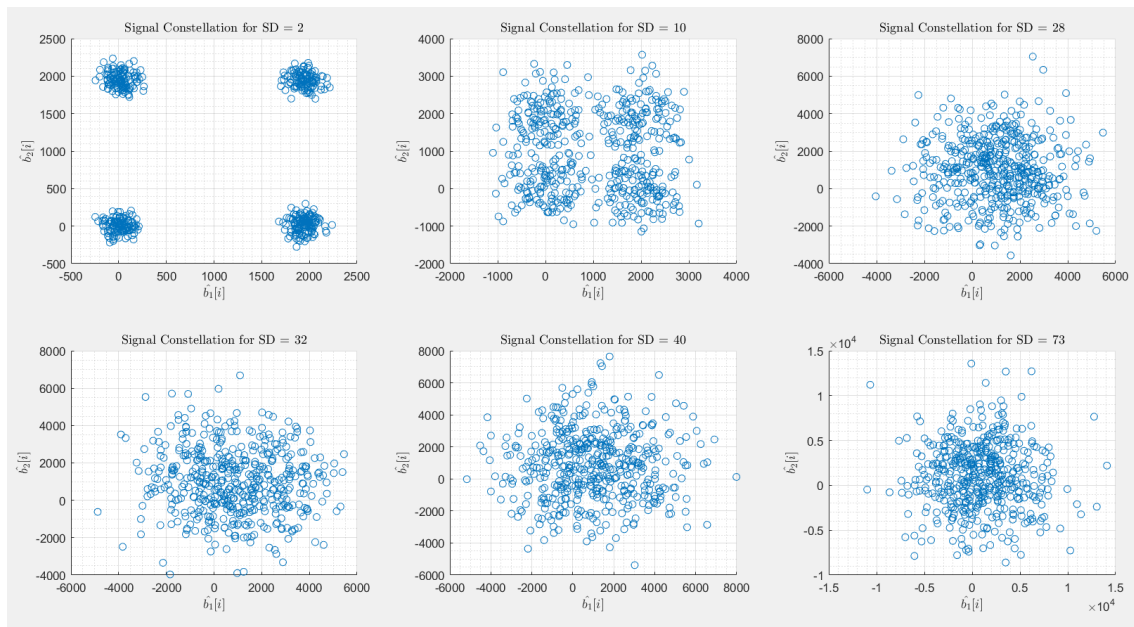 Signal Constellation for SD = 2
2500
2000
1500
1000
500
0
-500
-500 0 500 1000 1500 2000 2500
b̂₂[i]
b̂₁[i]
Signal Constellation for SD = 10
4000
3000
2000
1000
0
-1000
-2000
-2000 -1000 0 1000 2000 3000 4000
b̂₂[i]
b̂₁[i]
Signal Constellation for SD = 28
8000
6000
4000
2000
0
-2000
-4000
-6000 -4000 -2000 0 2000 4000 6000
b̂₂[i]
b̂₁[i]
Signal Constellation for SD = 32
8000
6000
4000
2000
0
-2000
-4000
-6000 -4000 -2000 0 2000 4000 6000
b̂₂[i]
b̂₁[i]
Signal Constellation for SD = 40
8000
6000
4000
2000
0
-2000
-4000
-6000
-6000 -4000 -2000 0 2000 4000 6000 8000
b̂₂[i]
b̂₁[i]
Signal Constellation for SD = 73
×10⁴
1.5
1
0.5
0
-0.5
-1
-1.5 -1 -0.5 0 0.5 1 1.5
b̂₂[i]
b̂₁[i]
×10⁴